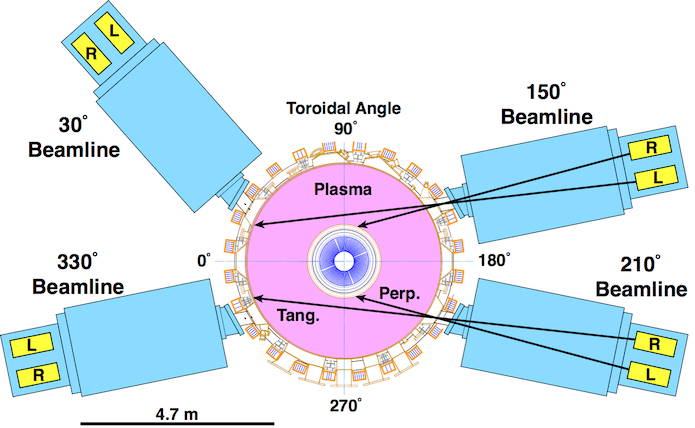 L
R
30°
Beamline
Toroidal Angle
90°
150°
Beamline
R
L
Plasma
0°
180°
330°
Beamline
210°
Beamline
Perp.
Tang.
L
R
R
L
270°
4.7 m